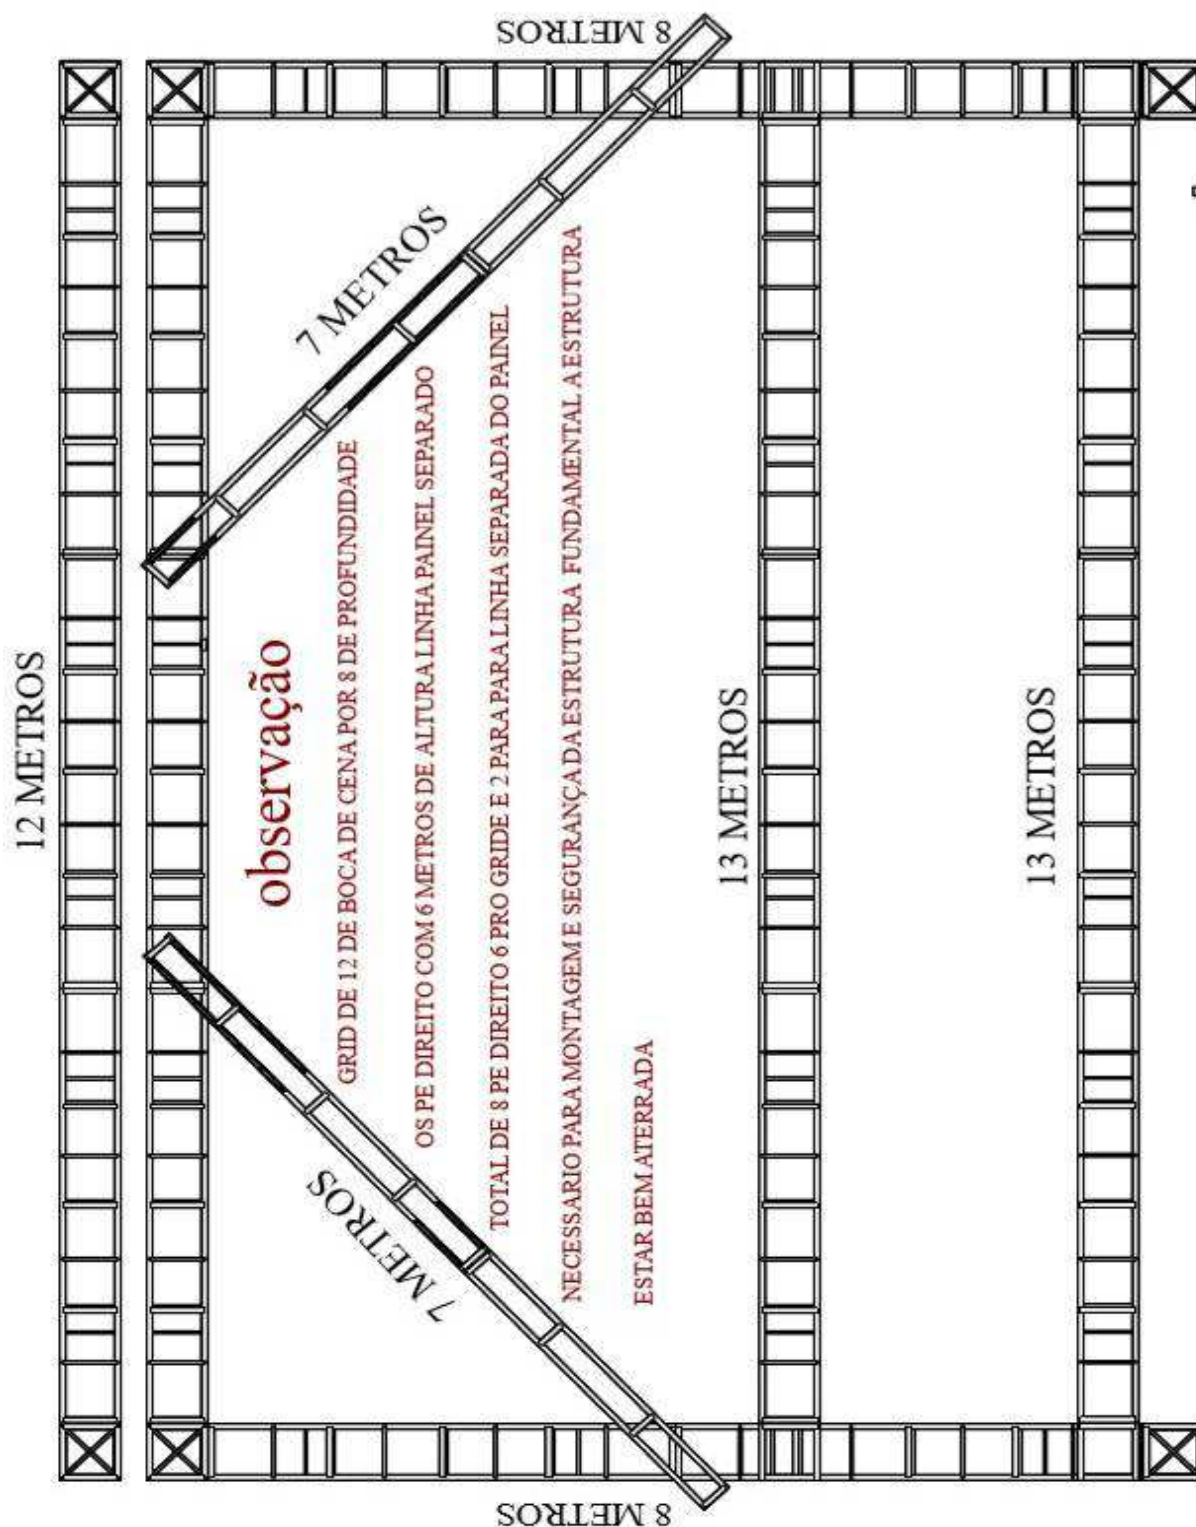 12 METROS
8 METROS
7 METROS
7 METROS
8 METROS
observação
GRID DE 12 DE BOCA DE CENA POR 8 DE PROFUNDIDADE
OS PE DIREITO COM 6 METROS DE ALTURA LINHA PAINEL SEPARADO
TOTAL DE 8 PE DIREITO 6 PRO GRIDE E 2 PARA PARA LINHA SEPARADA DO PAINEL
NECESSARIO PARA MONTAGEM E SEGURANÇA DA ESTRUTURA FUNDAMENTAL A ESTRUTURA
ESTAR BEM ATERRADA
13 METROS
13 METROS